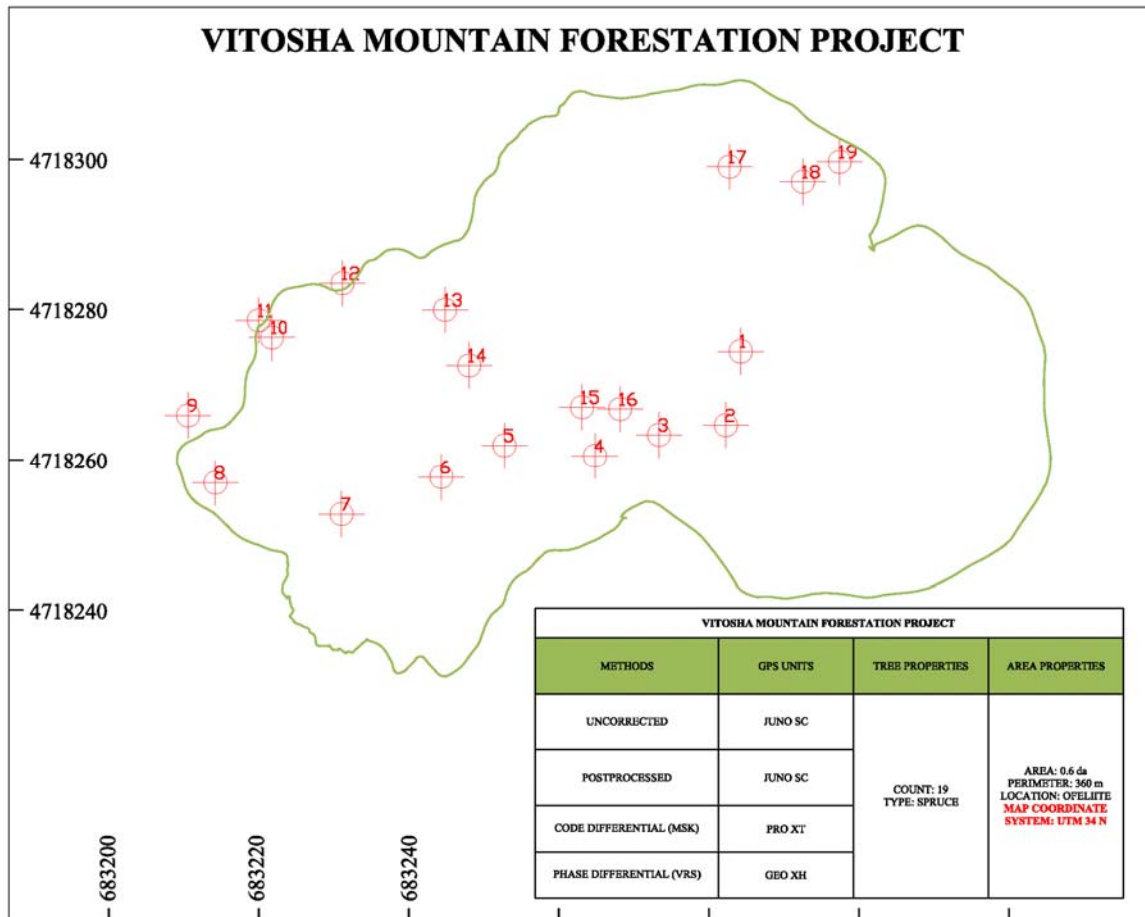 VITOSHA MOUNTAIN FORESTATION PROJECT
4718300
4718280
4718260
4718240
17
18
19
12
13
11
10
14
1
9
15
16
2
3
5
4
8
6
7
683200
683220
683240
VITOSHA MOUNTAIN FORESTATION PROJECT
METHODS
GPS UNITS
TREE PROPERTIES
AREA PROPERTIES
UNCORRECTED
JUNO SC
POSTPROCESSED
JUNO SC
CODE DIFFERENTIAL (MSK)
PRO XT
PHASE DIFFERENTIAL (VRS)
GEO XH
COUNT: 19
TYPE: SPRUCE
AREA: 0.6 da
PERIMETER: 360 m
LOCATION: OFELIITE
MAP COORDINATE
SYSTEM: UTM 34 N